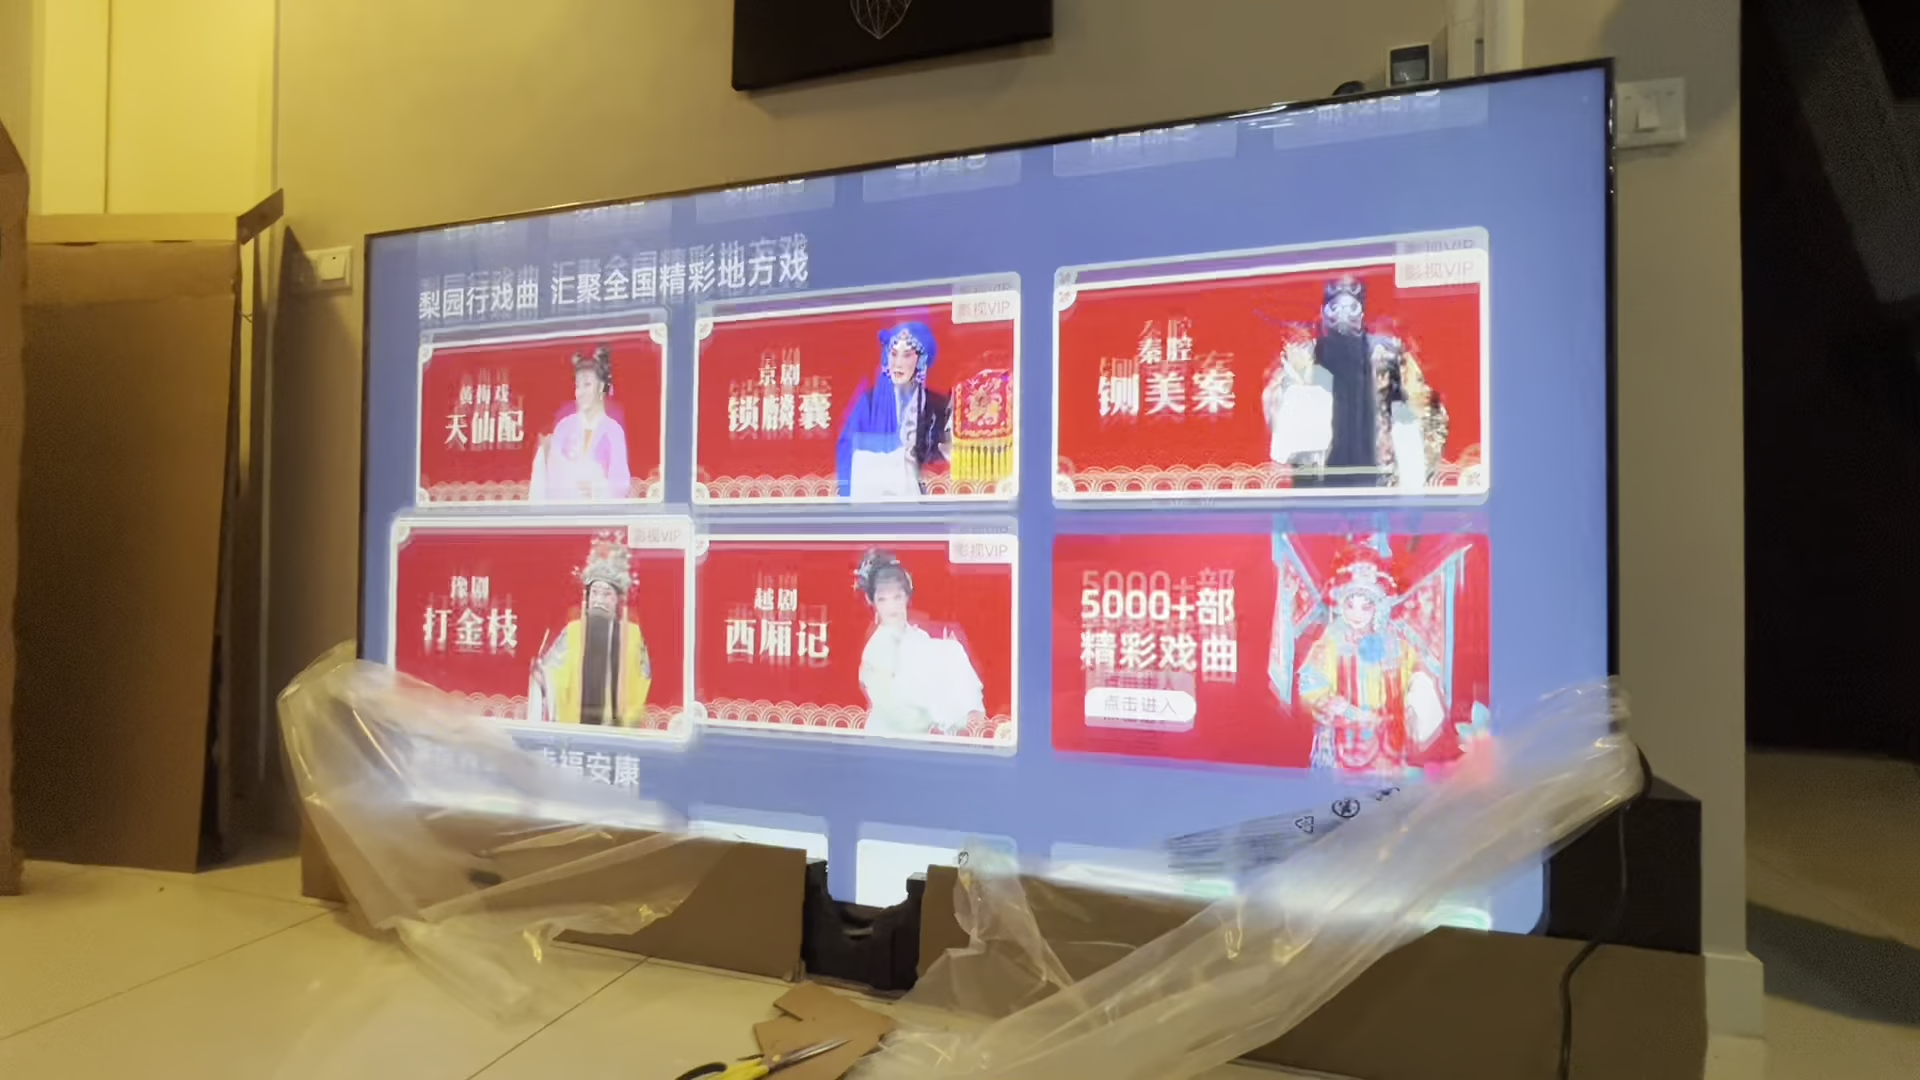 梨园行戏曲 汇聚全国精彩地方戏
黄梅戏
天仙配
影视VIP
京剧
锁麟囊
影视VIP
秦腔
铡美案
影视VIP
豫剧
打金枝
影视VIP
越剧
西厢记
5000+部
精彩戏曲
点击进入
幸福安康